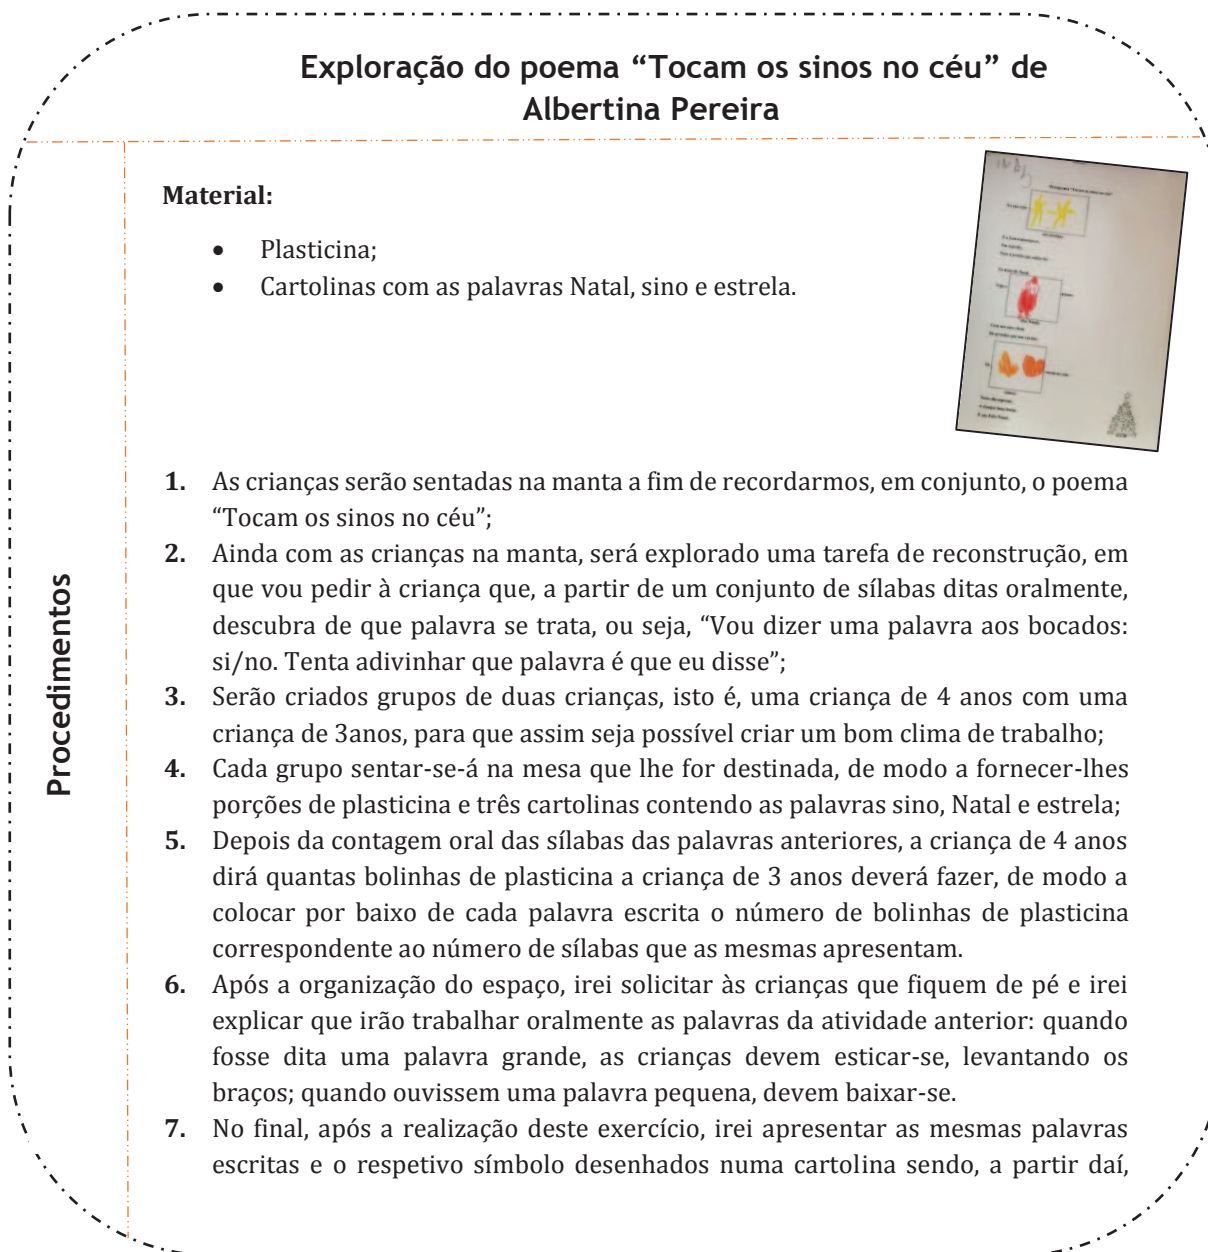 Exploração do poema “Tocam os sinos no céu” de
Albertina Pereira
Procedimentos
Material:
• Plasticina;
• Cartolinas com as palavras Natal, sino e estrela.
1. As crianças serão sentadas na manta a fim de recordarmos, em conjunto, o poema
“Tocam os sinos no céu”;
2. Ainda com as crianças na manta, será explorado uma tarefa de reconstrução, em
que vou pedir à criança que, a partir de um conjunto de sílabas ditas oralmente,
descubra de que palavra se trata, ou seja, “Vou dizer uma palavra aos bocados:
si/no. Tenta adivinhar que palavra é que eu disse”;
3. Serão criados grupos de duas crianças, isto é, uma criança de 4 anos com uma
criança de 3anos, para que assim seja possível criar um bom clima de trabalho;
4. Cada grupo sentar-se-á na mesa que lhe for destinada, de modo a fornecer-lhes
porções de plasticina e três cartolinas contendo as palavras sino, Natal e estrela;
5. Depois da contagem oral das sílabas das palavras anteriores, a criança de 4 anos
dirá quantas bolinhas de plasticina a criança de 3 anos deverá fazer, de modo a
colocar por baixo de cada palavra escrita o número de bolinhas de plasticina
correspondente ao número de sílabas que as mesmas apresentam.
6. Após a organização do espaço, irei solicitar às crianças que fiquem de pé e irei
explicar que irão trabalhar oralmente as palavras da atividade anterior: quando
fosse dita uma palavra grande, as crianças devem esticar-se, levantando os
braços; quando ouvissem uma palavra pequena, devem baixar-se.
7. No final, após a realização deste exercício, irei apresentar as mesmas palavras
escritas e o respetivo símbolo desenhados numa cartolina sendo, a partir daí,